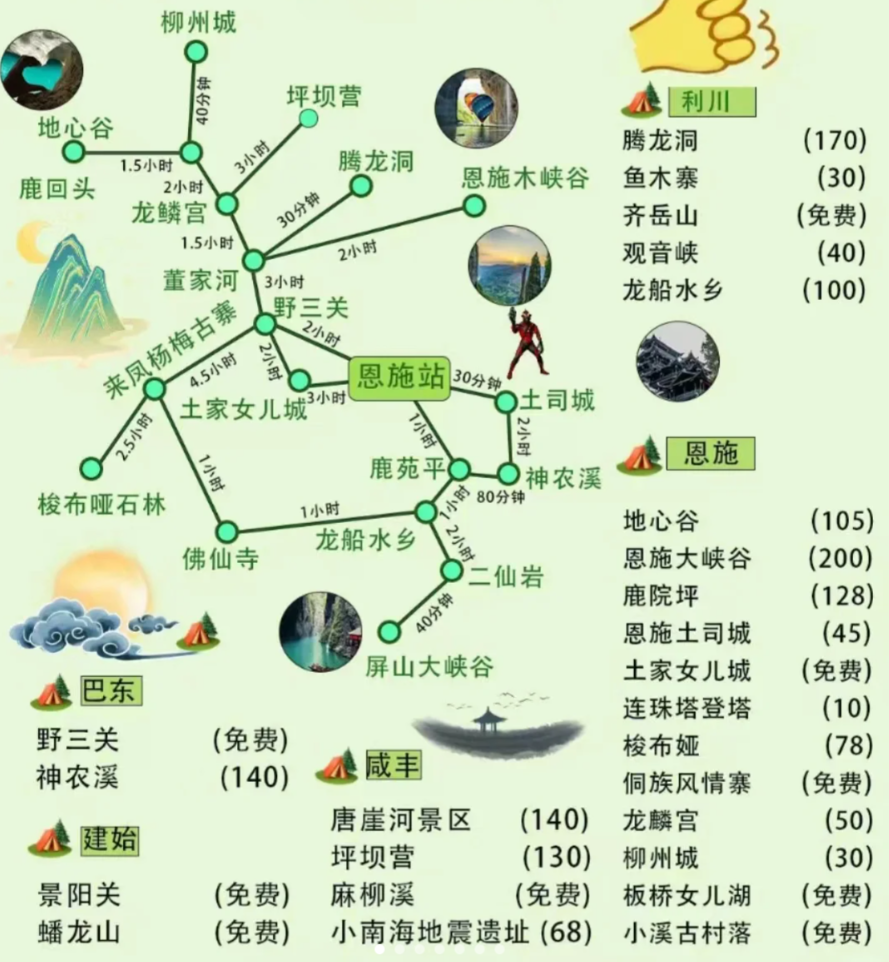 柳州城
40分钟
坪坝营
地心谷
1.5小时
3小时
腾龙洞
鹿回头
2小时
龙鳞宫
30分钟
恩施木峡谷
1.5小时
2小时
董家河
3小时
野三关
2小时
来凤杨梅古寨
4.5小时
2小时
恩施站
30分钟
土家女儿城
3小时
土司城
2.5小时
1小时
2小时
鹿苑平
神农溪
80分钟
梭布哑石林
1小时
1小时
1小时
龙船水乡
佛仙寺
2小时
二仙岩
40分钟
屏山大峡谷
利川
腾龙洞 (170)
鱼木寨 (30)
齐岳山 (免费)
观音峡 (40)
龙船水乡 (100)
恩施
地心谷 (105)
恩施大峡谷 (200)
鹿院坪 (128)
恩施土司城 (45)
土家女儿城 (免费)
连珠塔登塔 (10)
梭布娅 (78)
侗族风情寨 (免费)
龙麟宫 (50)
柳州城 (30)
板桥女儿湖 (免费)
小溪古村落 (免费)
巴东
野三关 (免费)
神农溪 (140)
建始
景阳关 (免费)
蟠龙山 (免费)
咸丰
唐崖河景区 (140)
坪坝营 (130)
麻柳溪 (免费)
小南海地震遗址 (68)